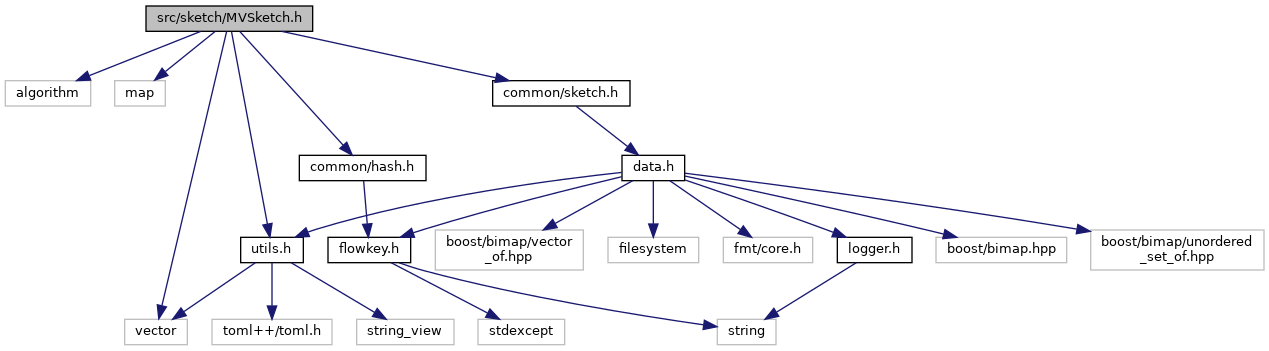 src/sketch/MVSketch.h
algorithm
map
common/sketch.h
common/hash.h
data.h
utils.h
flowkey.h
boost/bimap/vector
_of.hpp
filesystem
fmt/core.h
logger.h
boost/bimap.hpp
boost/bimap/unordered
_set_of.hpp
vector
toml++/toml.h
string_view
stdexcept
string